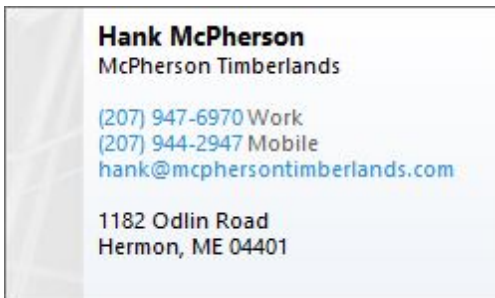 Hank McPherson
McPherson Timberlands
(207) 947-6970 Work
(207) 944-2947 Mobile
hank@mcphersontimberlands.com
1182 Odlin Road
Hermon, ME 04401